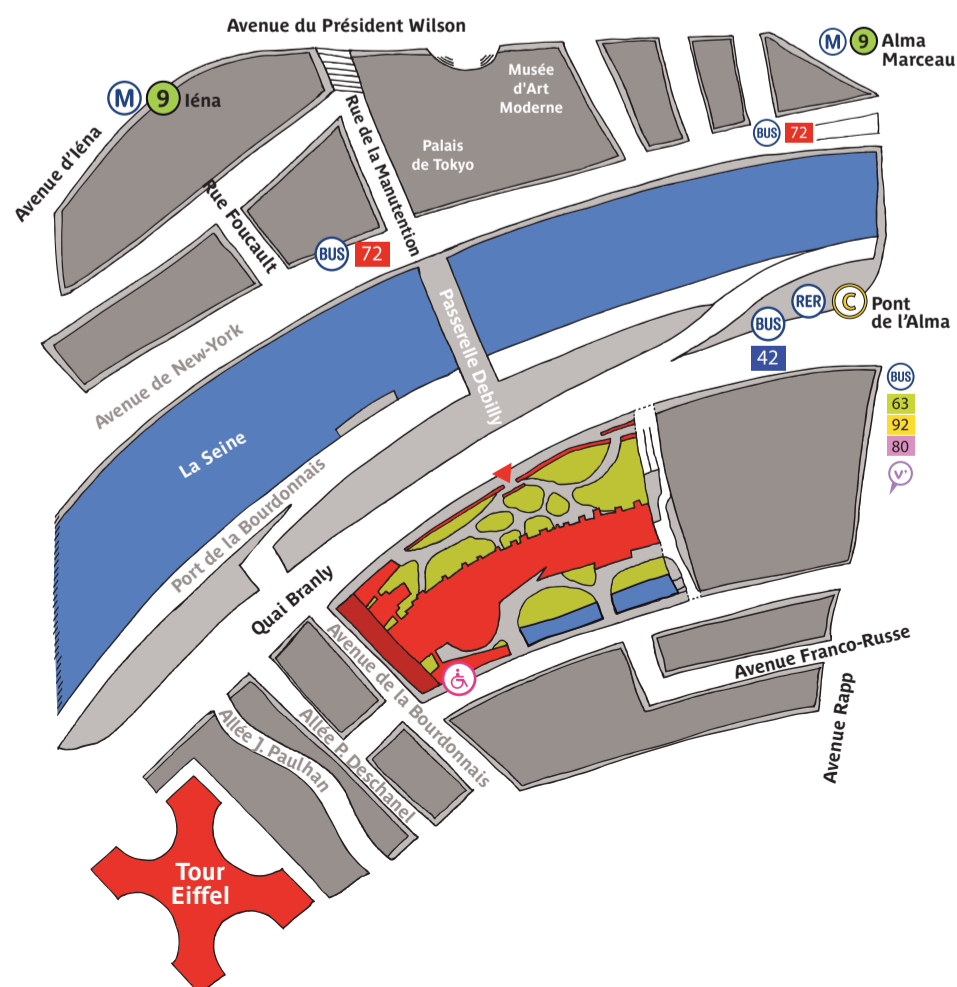 Avenue du Président Wilson
M 9 Alma
Marceau
M 9 Iéna
Musée
d'Art
Moderne
Palais
de Tokyo
BUS 72
Avenue d'Iéna
Rue de la Manutention
Rue Foucault
BUS 72
Passerelle Debilly
RER C Pont
de l'Alma
BUS
42
Avenue de New-York
BUS
63
92
80
V+
La Seine
Port de la Bourdonnais
Quai Branly
Avenue de la Bourdonnais
Avenue Franco-Russe
Avenue Rapp
Allée P. Deschanel
Allée J. Paulhan
Tour
Eiffel